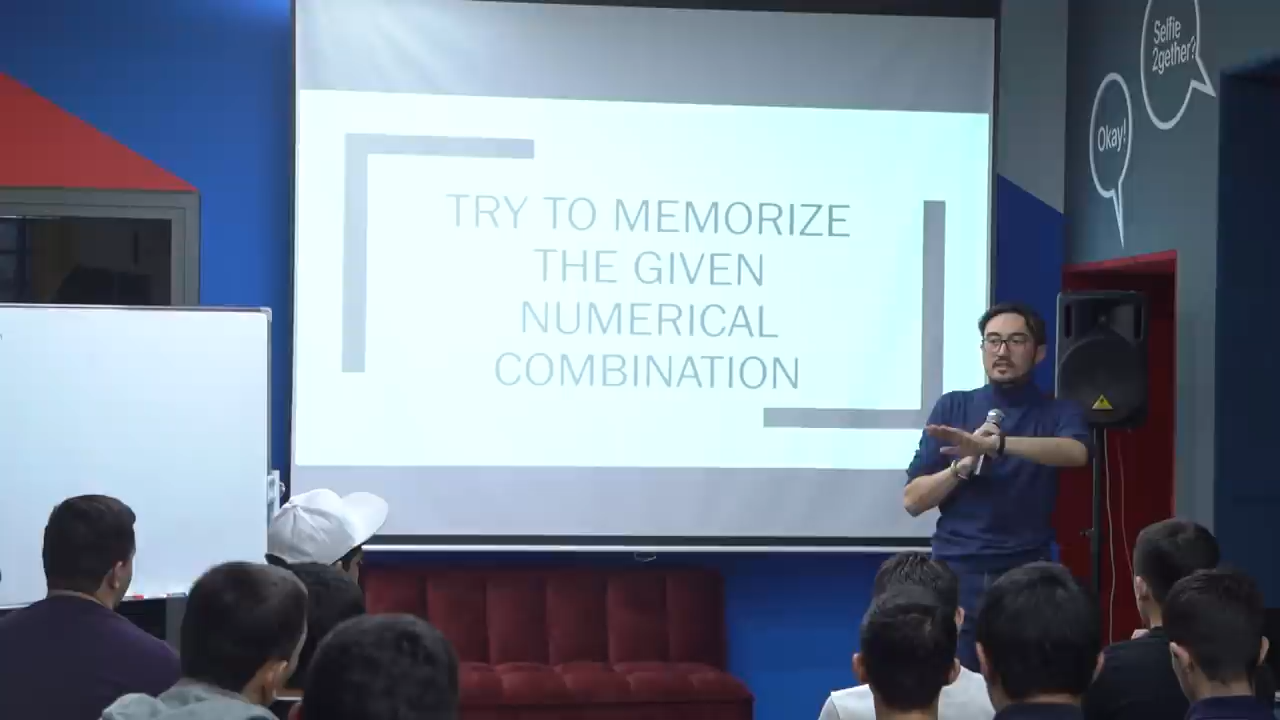 TRY TO MEMORIZE
THE GIVEN
NUMERICAL
COMBINATION
Selfie
2gether?
Okay!